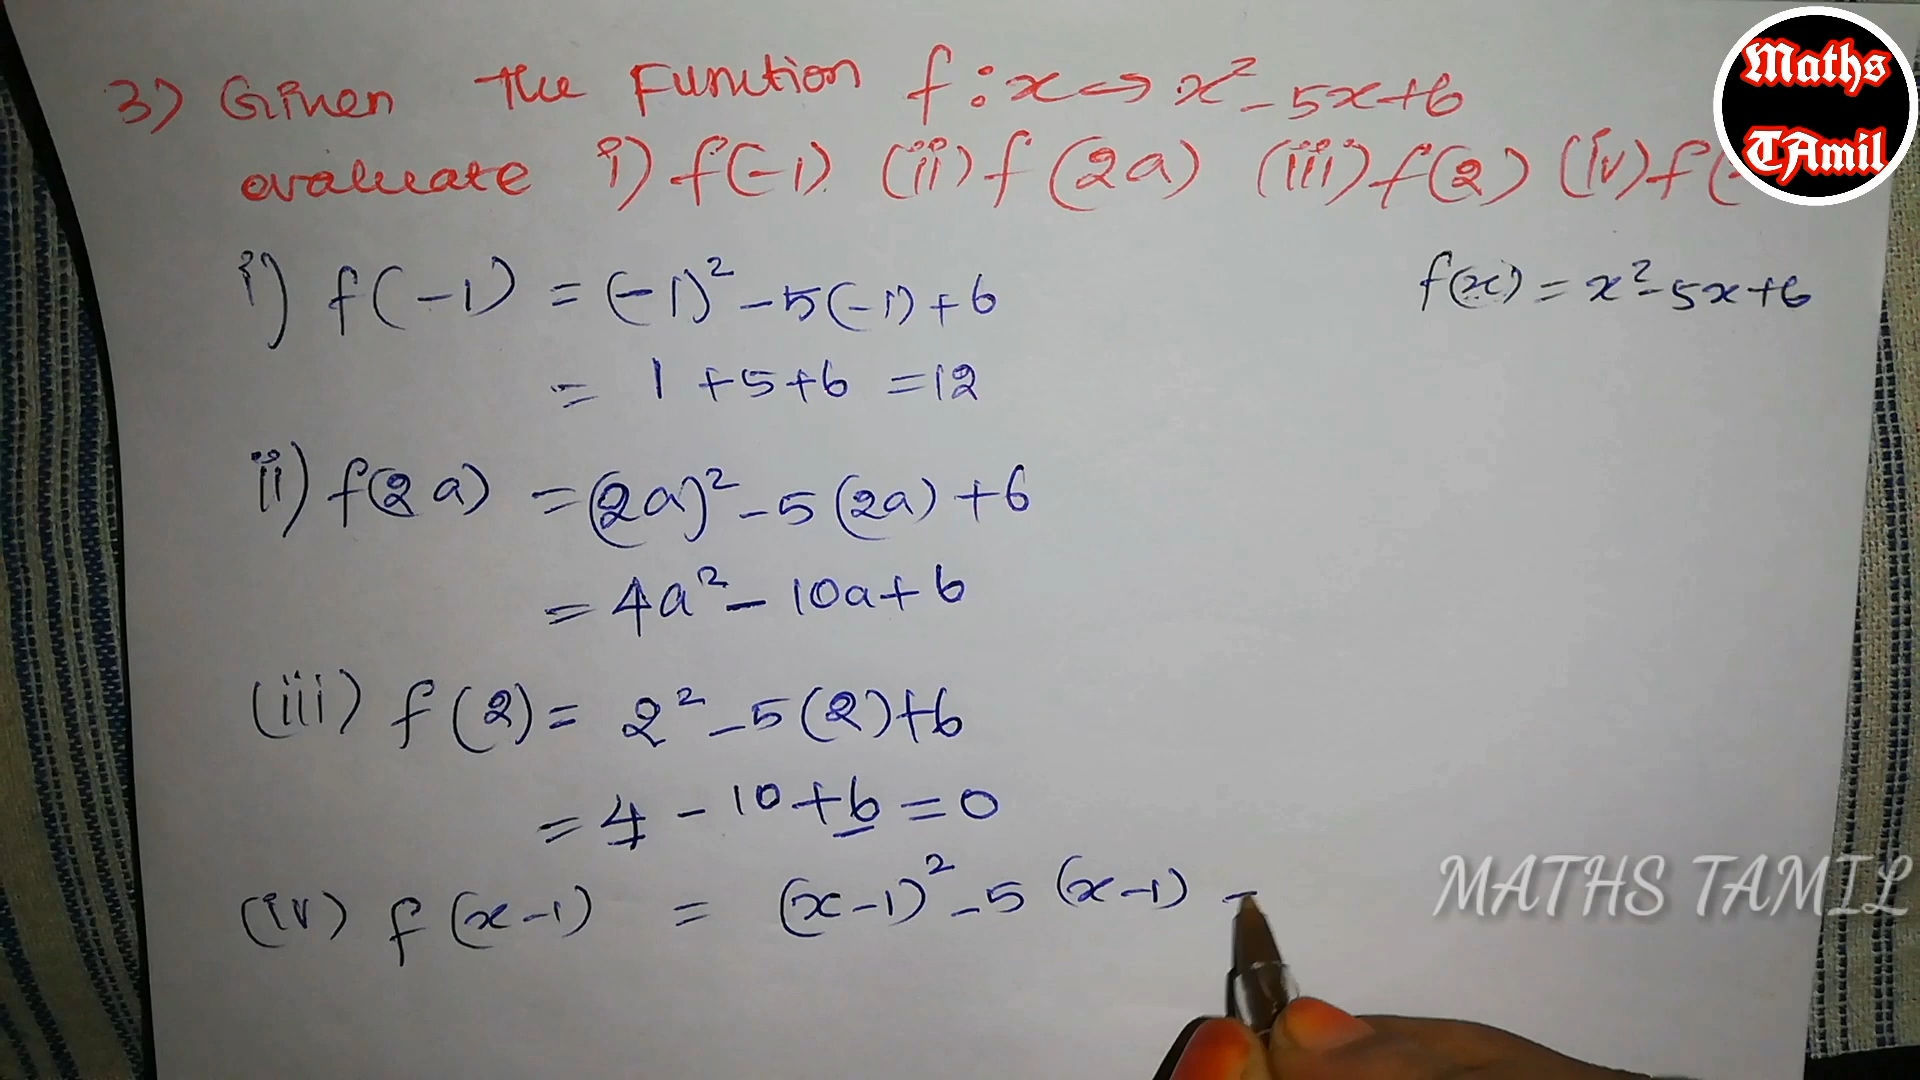 Maths
TAmil
3) Given the Function f : x → x² - 5x + 6
evaluate i) f(-1) (ii) f (2a) (iii) f(2) (iv) f(
f(x) = x² - 5x + 6
i) f(-1) = (-1)² - 5(-1) + 6
= 1 + 5 + 6 = 12
ii) f(2a) = (2a)² - 5 (2a) + 6
= 4a² - 10a + 6
(iii) f (2) = 2² - 5 (2) + 6
= 4 - 10 + 6 = 0
(iv) f (x-1) = (x-1)² - 5 (x-1)
MATHS TAMIL